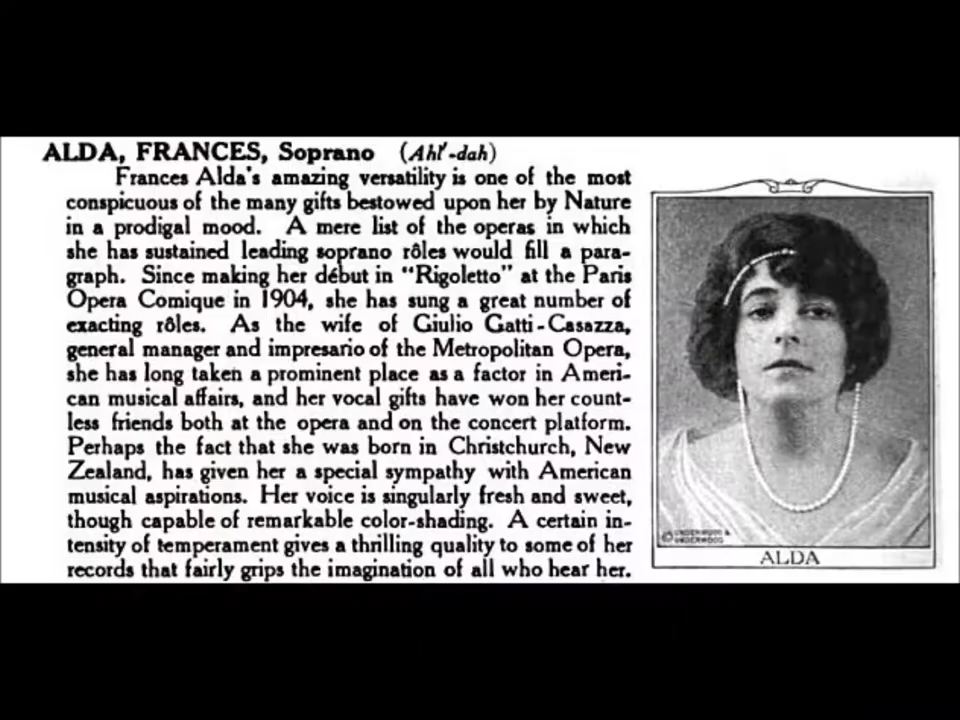 ALDA, FRANCES, Soprano (Ahl'-dah)
Frances Alda's amazing versatility is one of the most
conspicuous of the many gifts bestowed upon her by Nature
in a prodigal mood. A mere list of the operas in which
she has sustained leading soprano rôles would fill a para-
graph. Since making her début in "Rigoletto" at the Paris
Opera Comique in 1904, she has sung a great number of
exacting rôles. As the wife of Giulio Gatti-Casazza,
general manager and impresario of the Metropolitan Opera,
she has long taken a prominent place as a factor in Ameri-
can musical affairs, and her vocal gifts have won her count-
less friends both at the opera and on the concert platform.
Perhaps the fact that she was born in Christchurch, New
Zealand, has given her a special sympathy with American
musical aspirations. Her voice is singularly fresh and sweet,
though capable of remarkable color-shading. A certain in-
tensity of temperament gives a thrilling quality to some of her
records that fairly grips the imagination of all who hear her.
© UNDERWOOD &
UNDERWOOD
ALDA